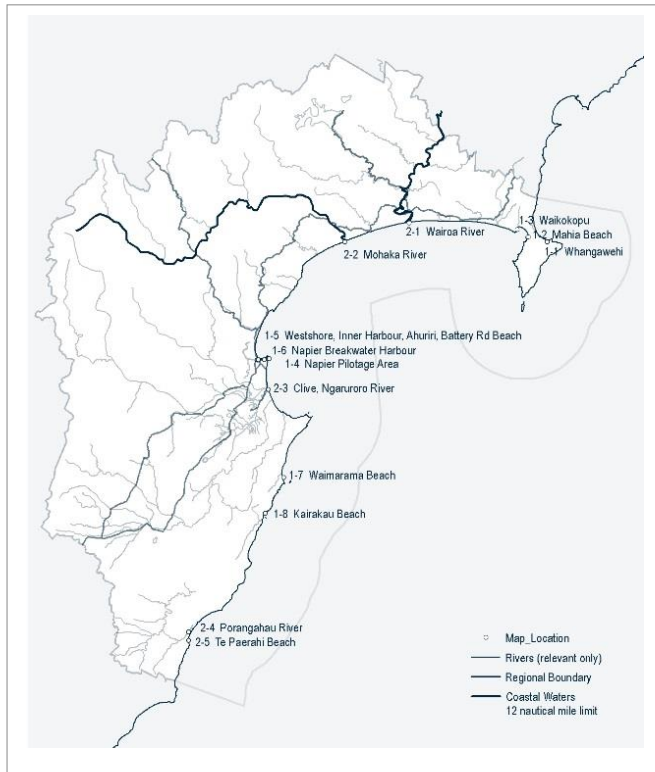 1-3 Waikokopu
1-2 Mahia Beach
1-1 Whangawehi
2-1 Wairoa River
2-2 Mohaka River
1-5 Westshore, Inner Harbour, Ahuriri, Battery Rd Beach
1-6 Napier Breakwater Harbour
1-4 Napier Pilotage Area
2-3 Clive, Ngaruroro River
1-7 Waimarama Beach
1-8 Kairakau Beach
2-4 Porangahau River
2-5 Te Paerahi Beach
Map_Location
Rivers (relevant only)
Regional Boundary
Coastal Waters
12 nautical mile limit